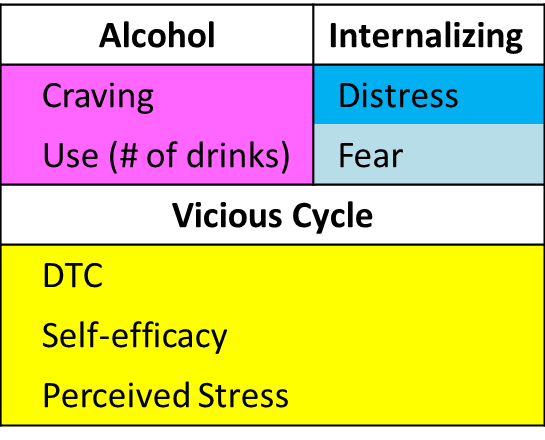 Alcohol Internalizing
Craving Distress
Use (# of drinks) Fear
Vicious Cycle
DTC
Self-efficacy
Perceived Stress